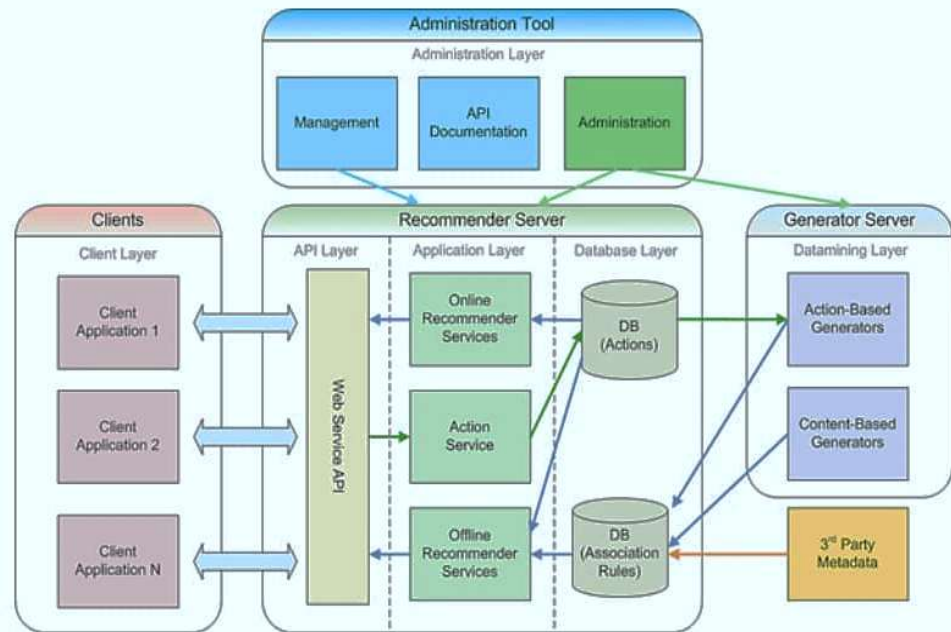 Administration Tool
Administration Layer
Management
API
Documentation
Administration
Clients
Client Layer
Client
Application 1
Client
Application 2
Client
Application N
Recommender Server
API Layer
Application Layer
Database Layer
Web Service API
Online
Recommender
Services
Action
Service
Offline
Recommender
Services
DB
(Actions)
DB
(Association
Rules)
Generator Server
Datamining Layer
Action-Based
Generators
Content-Based
Generators
3rd Party
Metadata